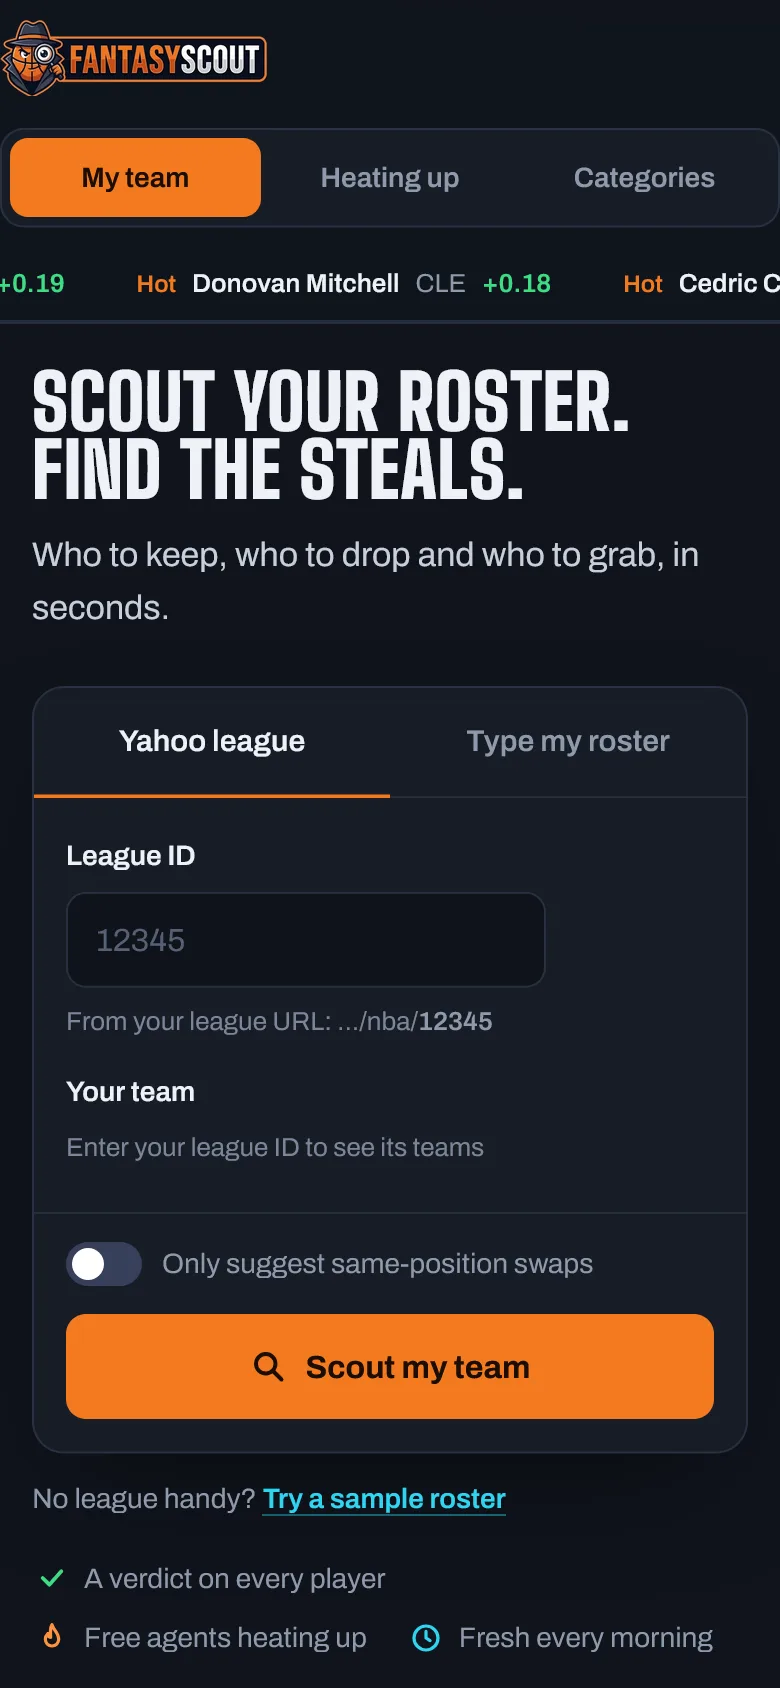 FANTASYSCOUT
My team Heating up Categories
+0.19 Hot Donovan Mitchell CLE +0.18 Hot Cedric C
SCOUT YOUR ROSTER.
FIND THE STEALS.
Who to keep, who to drop and who to grab, in
seconds.
Yahoo league Type my roster
League ID
12345
From your league URL: .../nba/12345
Your team
Enter your league ID to see its teams
Only suggest same-position swaps
Scout my team
No league handy? Try a sample roster
A verdict on every player
Free agents heating up Fresh every morning